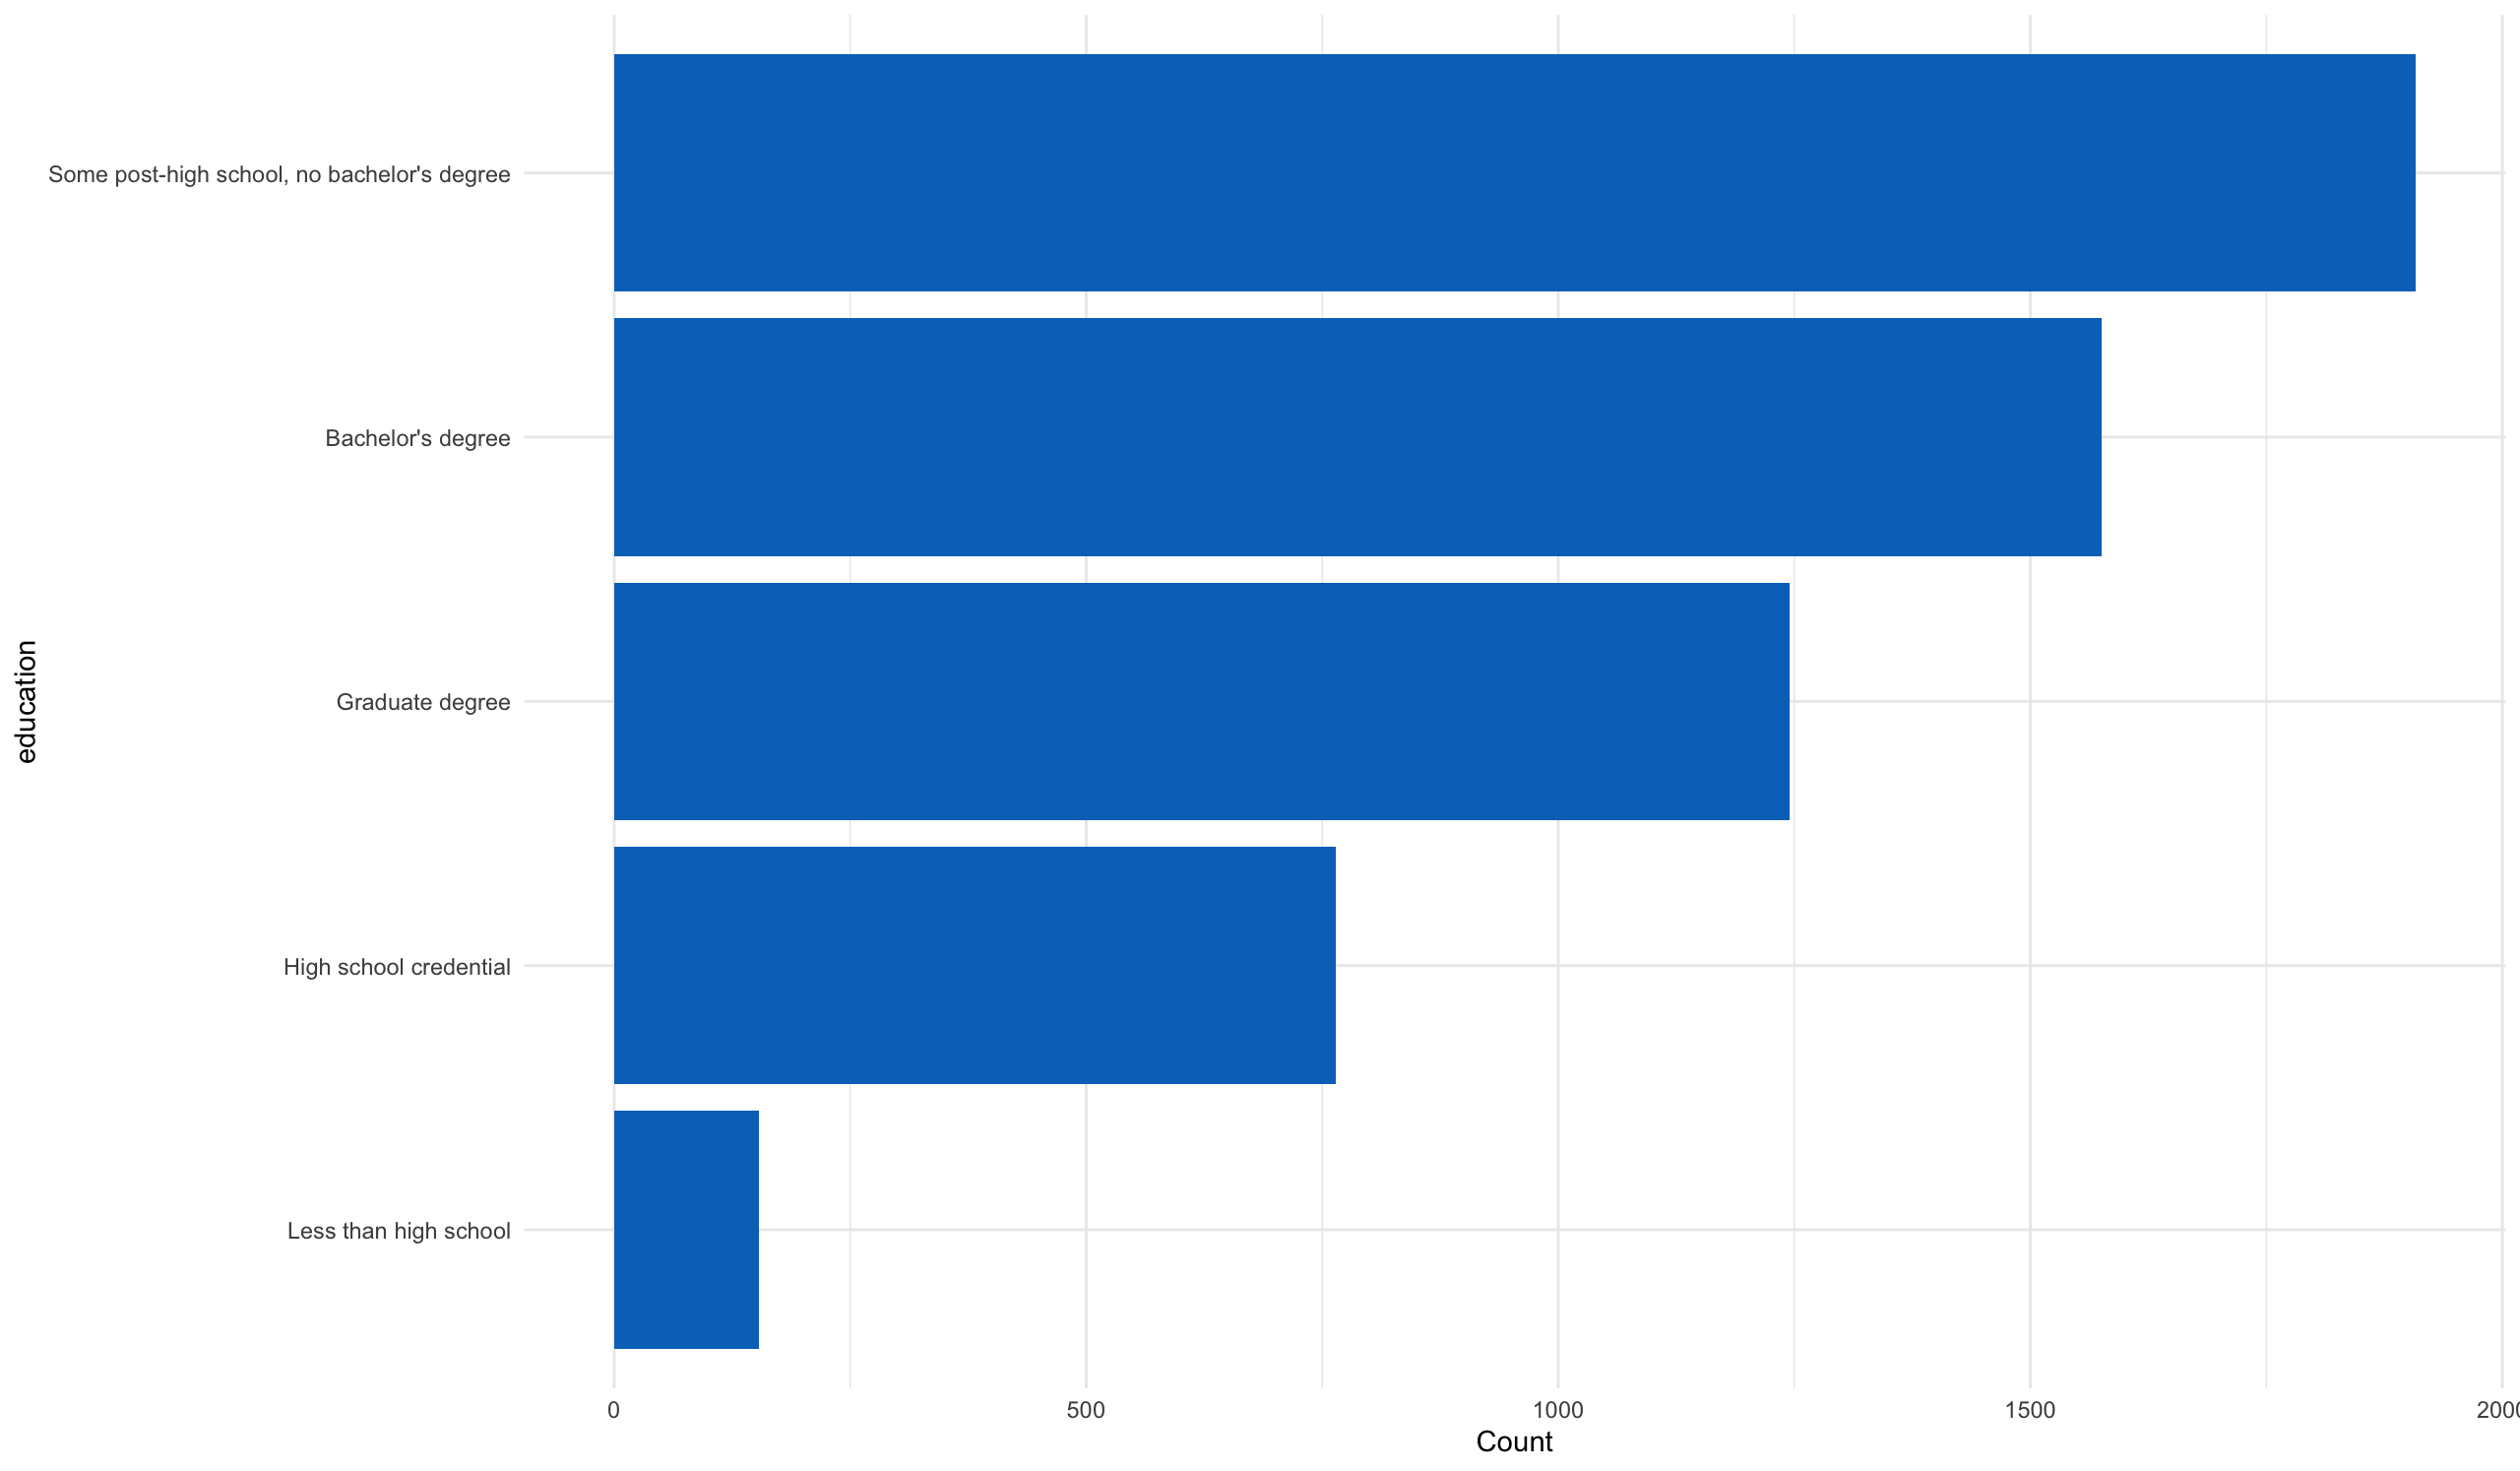 Some post-high school, no bachelor's degree
Bachelor's degree
Graduate degree
High school credential
Less than high school
education
0 500 1000 1500 2000
Count